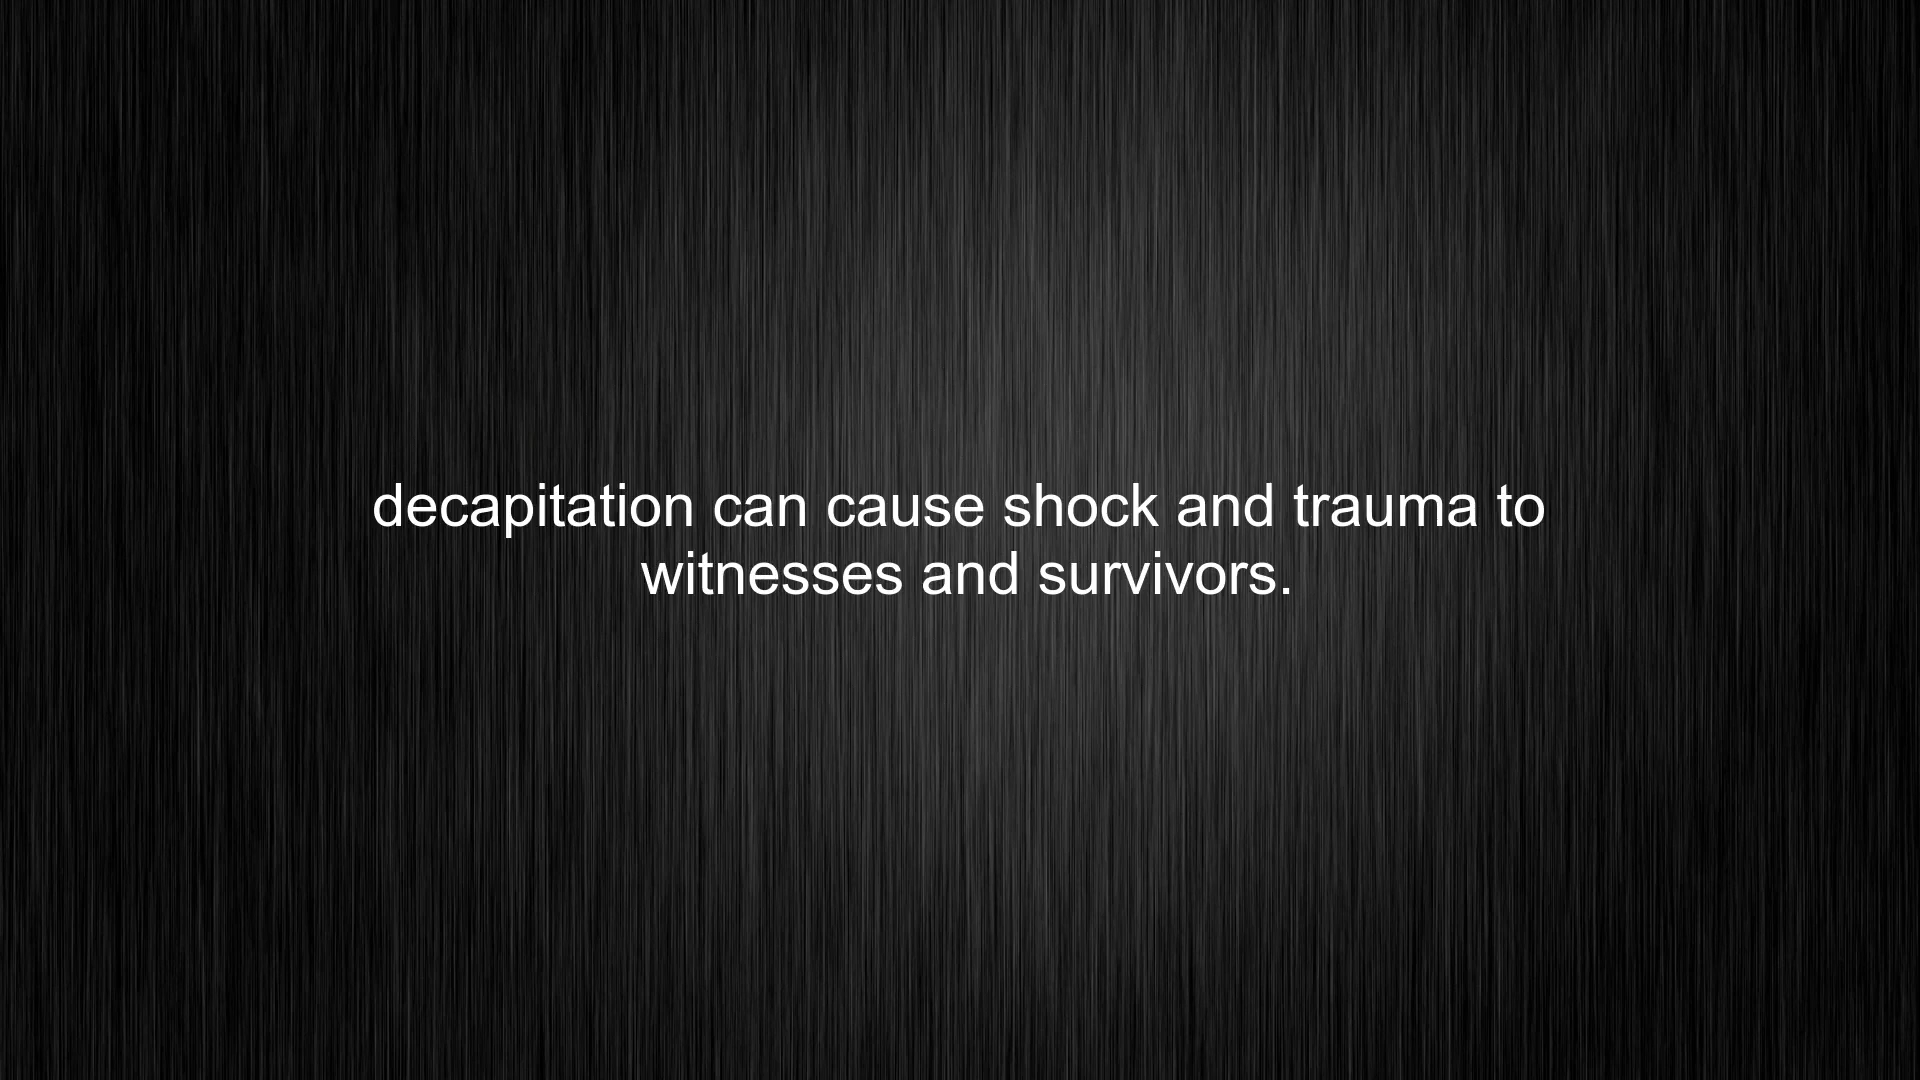 decapitation can cause shock and trauma to
witnesses and survivors.